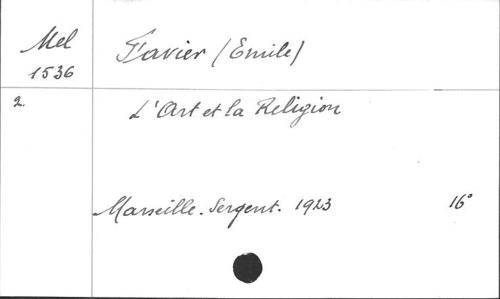 Mel
1536
Favier (Emile)
2.
L'Art et la Religion
Marseille. Sergent. 1923 16°